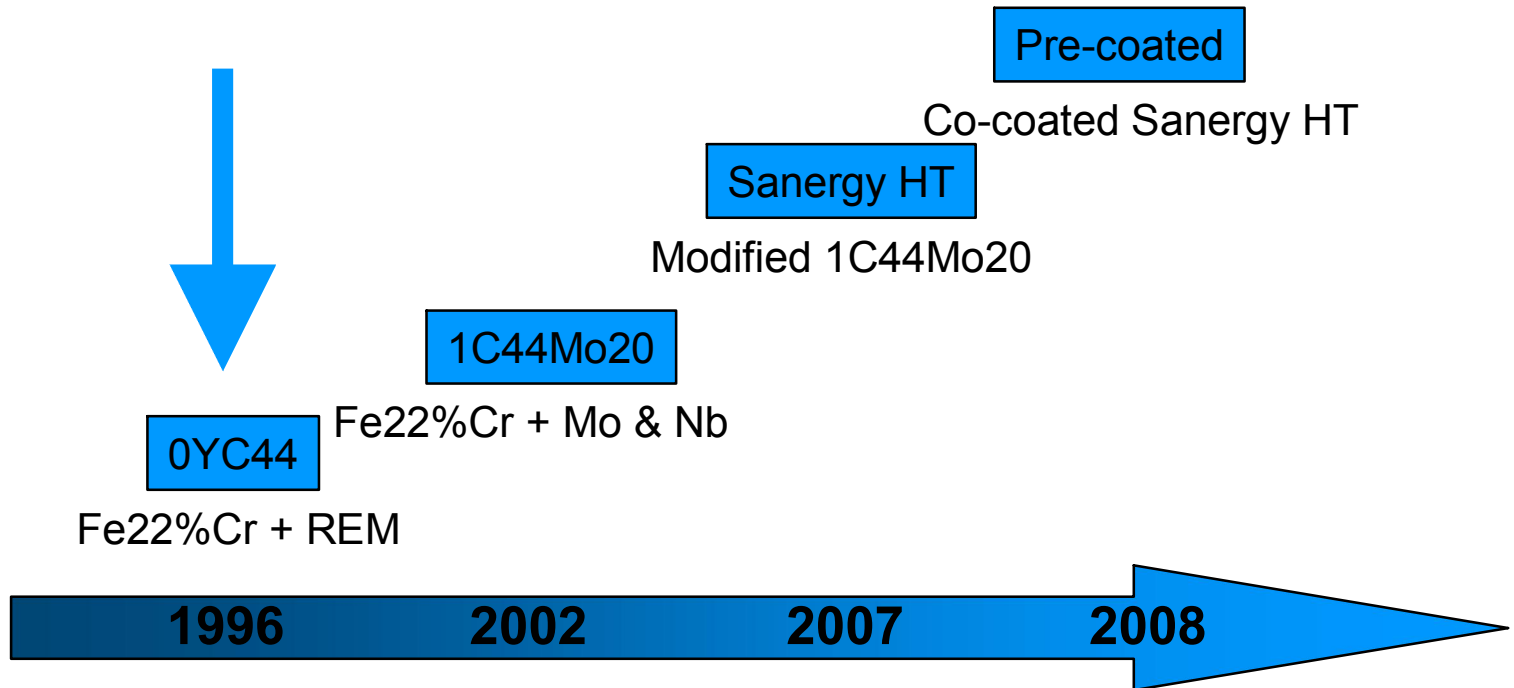 Pre-coated
Co-coated Sanergy HT
Sanergy HT
Modified 1C44Mo20
1C44Mo20
Fe22%Cr + Mo & Nb
0YC44
Fe22%Cr + REM
1996 2002 2007 2008